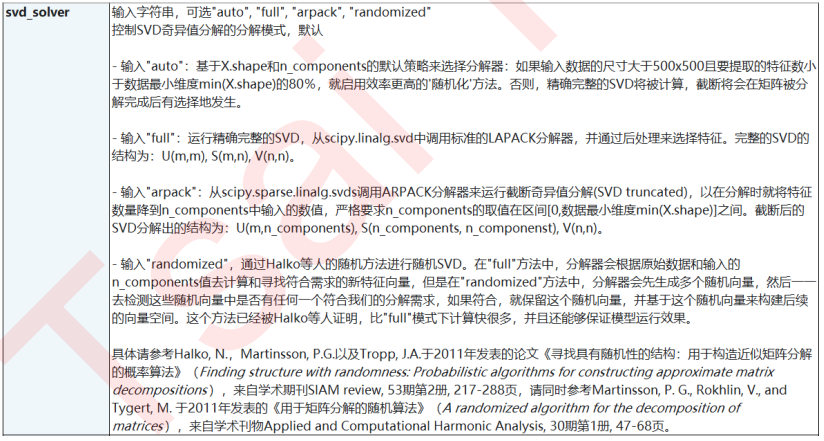 svd_solver
输入字符串，可选"auto", "full", "arpack", "randomized"
控制SVD奇异值分解的分解模式，默认
- 输入"auto"：基于X.shape和n_components的默认策略来选择分解器：如果输入数据的尺寸大于500x500且要提取的特征数小
于数据最小维度min(X.shape)的80%，就启用效率更高的'随机化'方法。否则，精确完整的SVD将被计算，截断将会在矩阵被分
解完成后有选择地发生。
- 输入"full"：运行精确完整的SVD，从scipy.linalg.svd中调用标准的LAPACK分解器，并通过后处理来选择特征。完整的SVD的
结构为：U(m,m), S(m,n), V(n,n)。
- 输入"arpack"：从scipy.sparse.linalg.svds调用ARPACK分解器来运行截断奇异值分解(SVD truncated)，以在分解时就将特征
数量降到n_components中输入的数值，严格要求n_components的取值在区间[0,数据最小维度min(X.shape)]之间。截断后的
SVD分解出的结构为：U(m,n_components), S(n_components, n_componenst), V(n,n)。
- 输入"randomized"，通过Halko等人的随机方法进行随机SVD。在"full"方法中，分解器会根据原始数据和输入的
n_components值去计算和寻找符合需求的新特征向量，但是在"randomized"方法中，分解器会先生成多个随机向量，然后一一
去检测这些随机向量中是否有任何一个符合我们的分解需求，如果符合，就保留这个随机向量，并基于这个随机向量来构建后续
的向量空间。这个方法已经被Halko等人证明，比"full"模式下计算快很多，并且还能够保证模型运行效果。
具体请参考Halko, N.，Martinsson, P.G.以及Tropp, J.A.于2011年发表的论文《寻找具有随机性的结构：用于构造近似矩阵分解
的概率算法》（Finding structure with randomness: Probabilistic algorithms for constructing approximate matrix
decompositions），来自学术期刊SIAM review, 53期第2册, 217-288页，请同时参考Martinsson, P. G., Rokhlin, V., and
Tygert, M. 于2011年发表的《用于矩阵分解的随机算法》（A randomized algorithm for the decomposition of
matrices），来自学术刊物Applied and Computational Harmonic Analysis, 30期第1册, 47-68页。
Tsai T